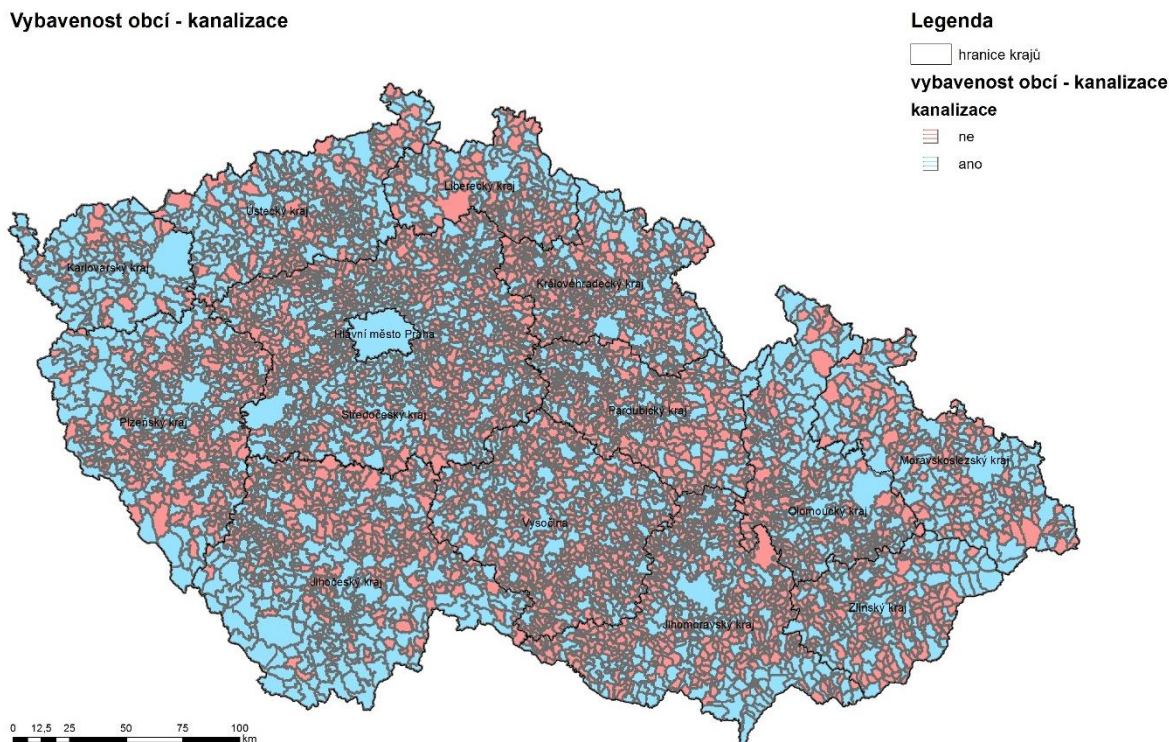 Vybavenost obcí - kanalizace
Legenda
hranice krajů
vybavenost obcí - kanalizace
kanalizace
ne
ano
Liberecký kraj
Ústecký kraj
Karlovarský kraj
Královéhradecký kraj
Hlavní město Praha
Středočeský kraj
Pardubický kraj
Plzeňský kraj
Moravskoslezský kraj
Olomoucký kraj
Vysočina
Jihočeský kraj
Zlínský kraj
Jihomoravský kraj
0 12,5 25 50 75 100
km